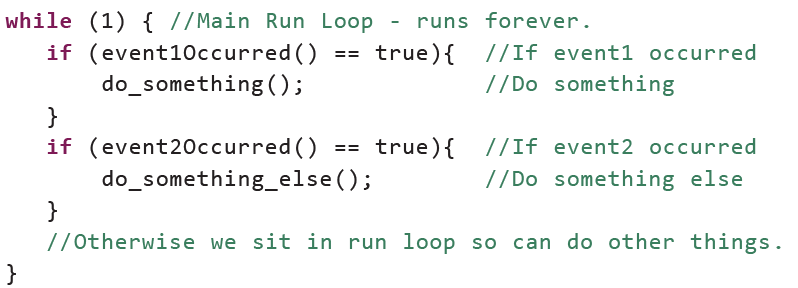 while (1) { //Main Run Loop - runs forever.
   if (event1Occurred() == true){  //If event1 occurred
       do_something();             //Do something
   }
   if (event2Occurred() == true){  //If event2 occurred
       do_something_else();        //Do something else
   }
   //Otherwise we sit in run loop so can do other things.
}